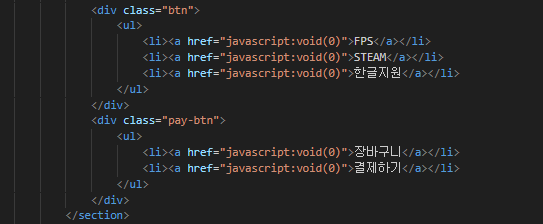 <div class="btn">
<ul>
<li><a href="javascript:void(0)">FPS</a></li>
<li><a href="javascript:void(0)">STEAM</a></li>
<li><a href="javascript:void(0)">한글지원</a></li>
</ul>
</div>
<div class="pay-btn">
<ul>
<li><a href="javascript:void(0)">장바구니</a></li>
<li><a href="javascript:void(0)">결제하기</a></li>
</ul>
</div>
</section>